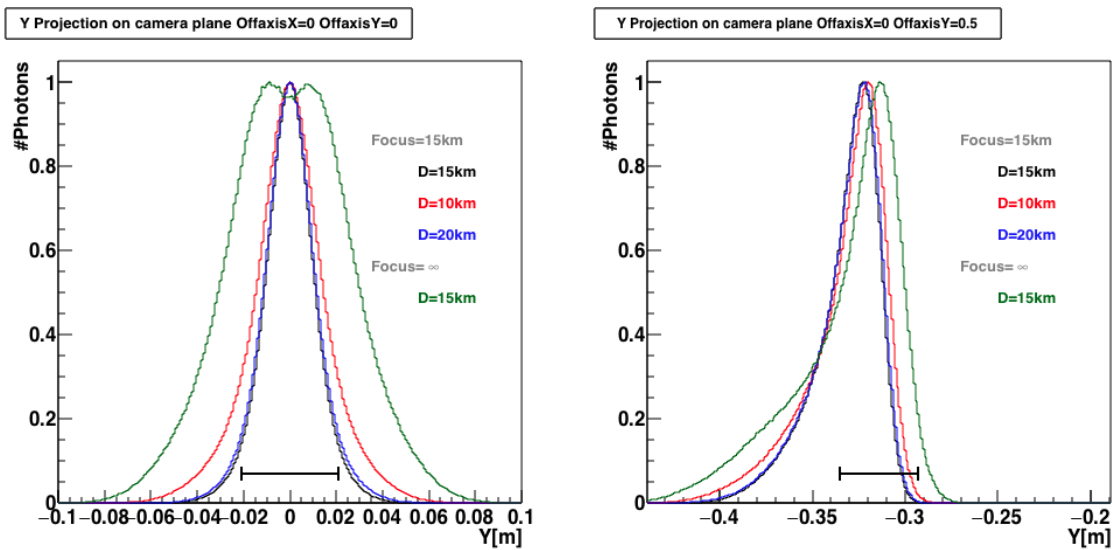 Y Projection on camera plane OffaxisX=0 OffaxisY=0
#Photons
1
0.8
0.6
0.4
0.2
0
Focus=15km
D=15km
D=10km
D=20km
Focus= ∞
D=15km
−0.1 −0.08 −0.06 −0.04 −0.02 0 0.02 0.04 0.06 0.08 0.1
Y[m]
Y Projection on camera plane OffaxisX=0 OffaxisY=0.5
#Photons
1
0.8
0.6
0.4
0.2
0
Focus=15km
D=15km
D=10km
D=20km
Focus= ∞
D=15km
−0.4 −0.35 −0.3 −0.25 −0.2
Y[m]